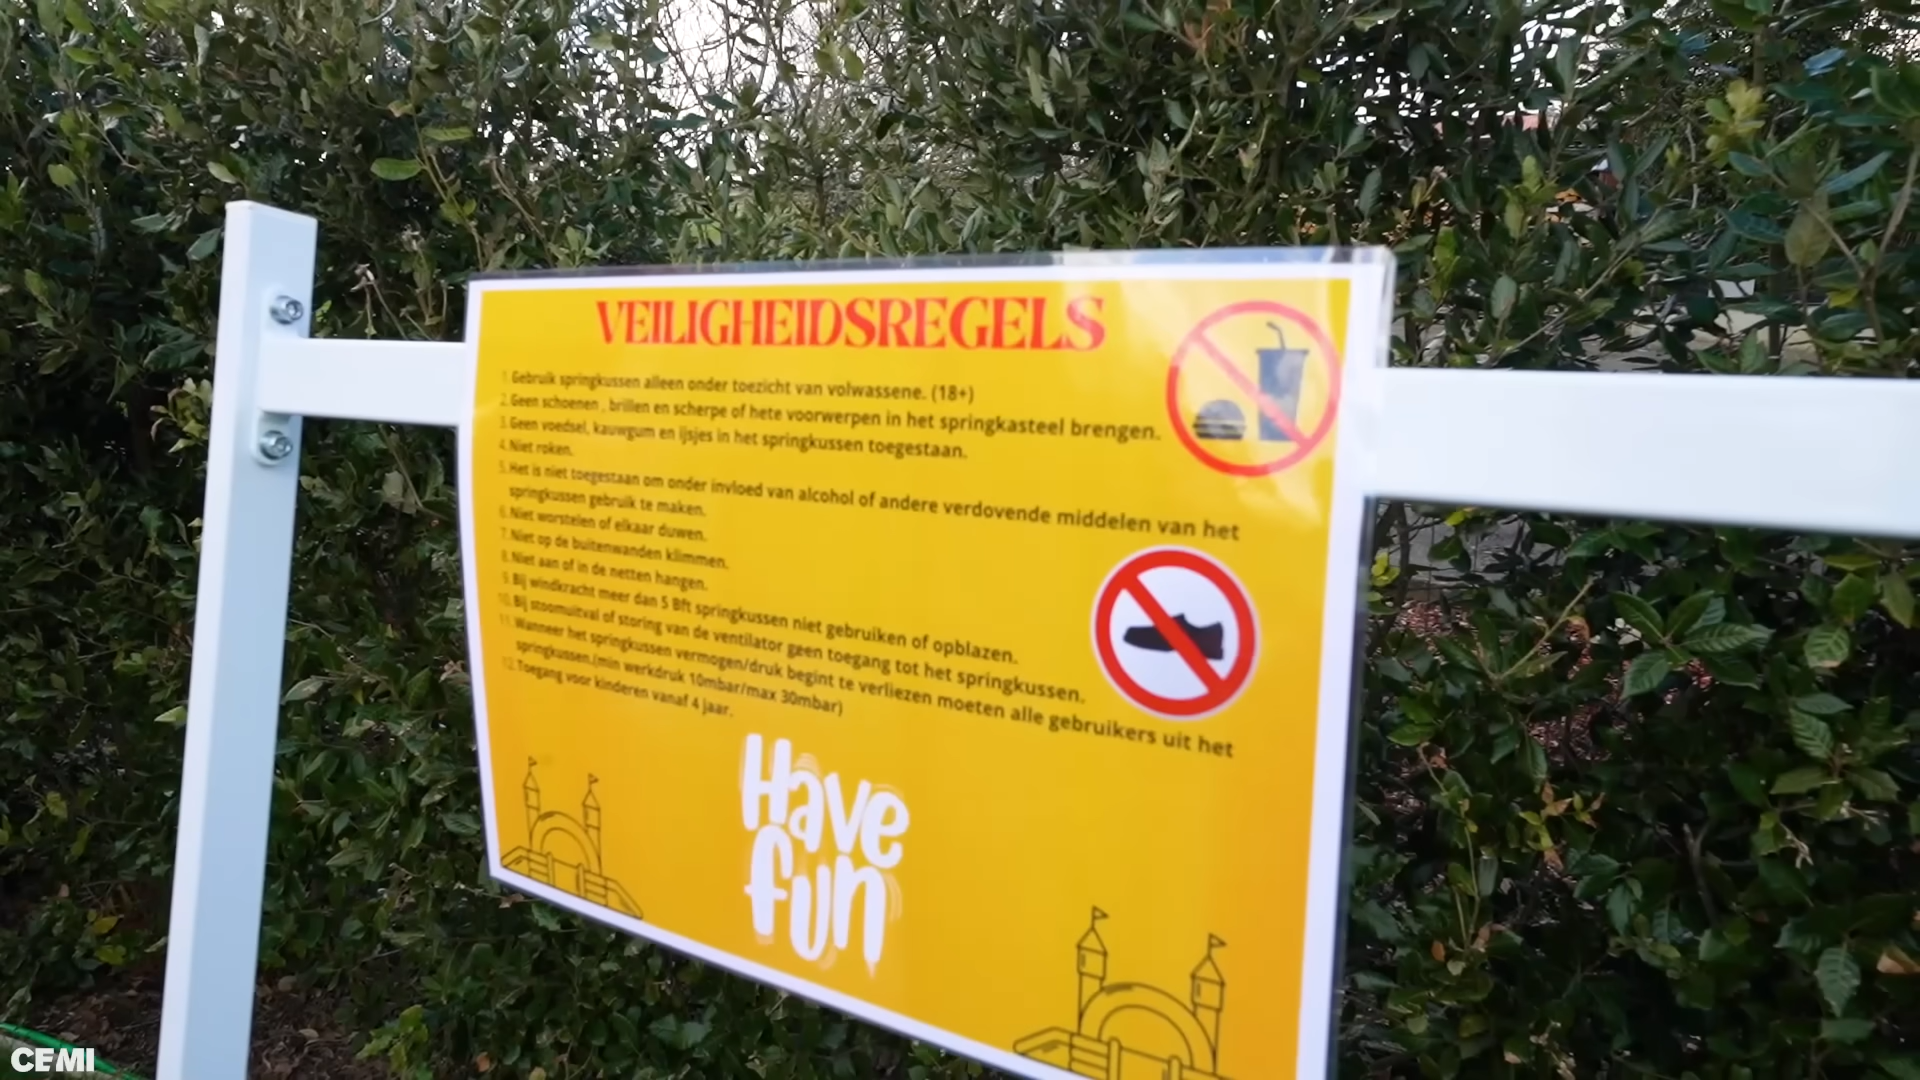 VEILIGHEIDSREGELS
1. Gebruik springkussen alleen onder toezicht van volwassene. (18+)
2. Geen schoenen , brillen en scherpe of hete voorwerpen in het springkasteel brengen.
3. Geen voedsel, kauwgum en ijsjes in het springkussen toegestaan.
4. Niet roken.
5. Het is niet toegestaan om onder invloed van alcohol of andere verdovende middelen van het
springkussen gebruik te maken.
6. Niet worstelen of elkaar duwen.
7. Niet op de buitenwanden klimmen.
8. Niet aan of in de netten hangen.
9. Bij windkracht meer dan 5 Bft springkussen niet gebruiken of opblazen.
10. Bij stoomuitval of storing van de ventilator geen toegang tot het springkussen.
11. Wanneer het springkussen vermogen/druk begint te verliezen moeten alle gebruikers uit het
springkussen.(min werkdruk 10mbar/max 30mbar)
12. Toegang voor kinderen vanaf 4 jaar.
Have
fun
CEMI